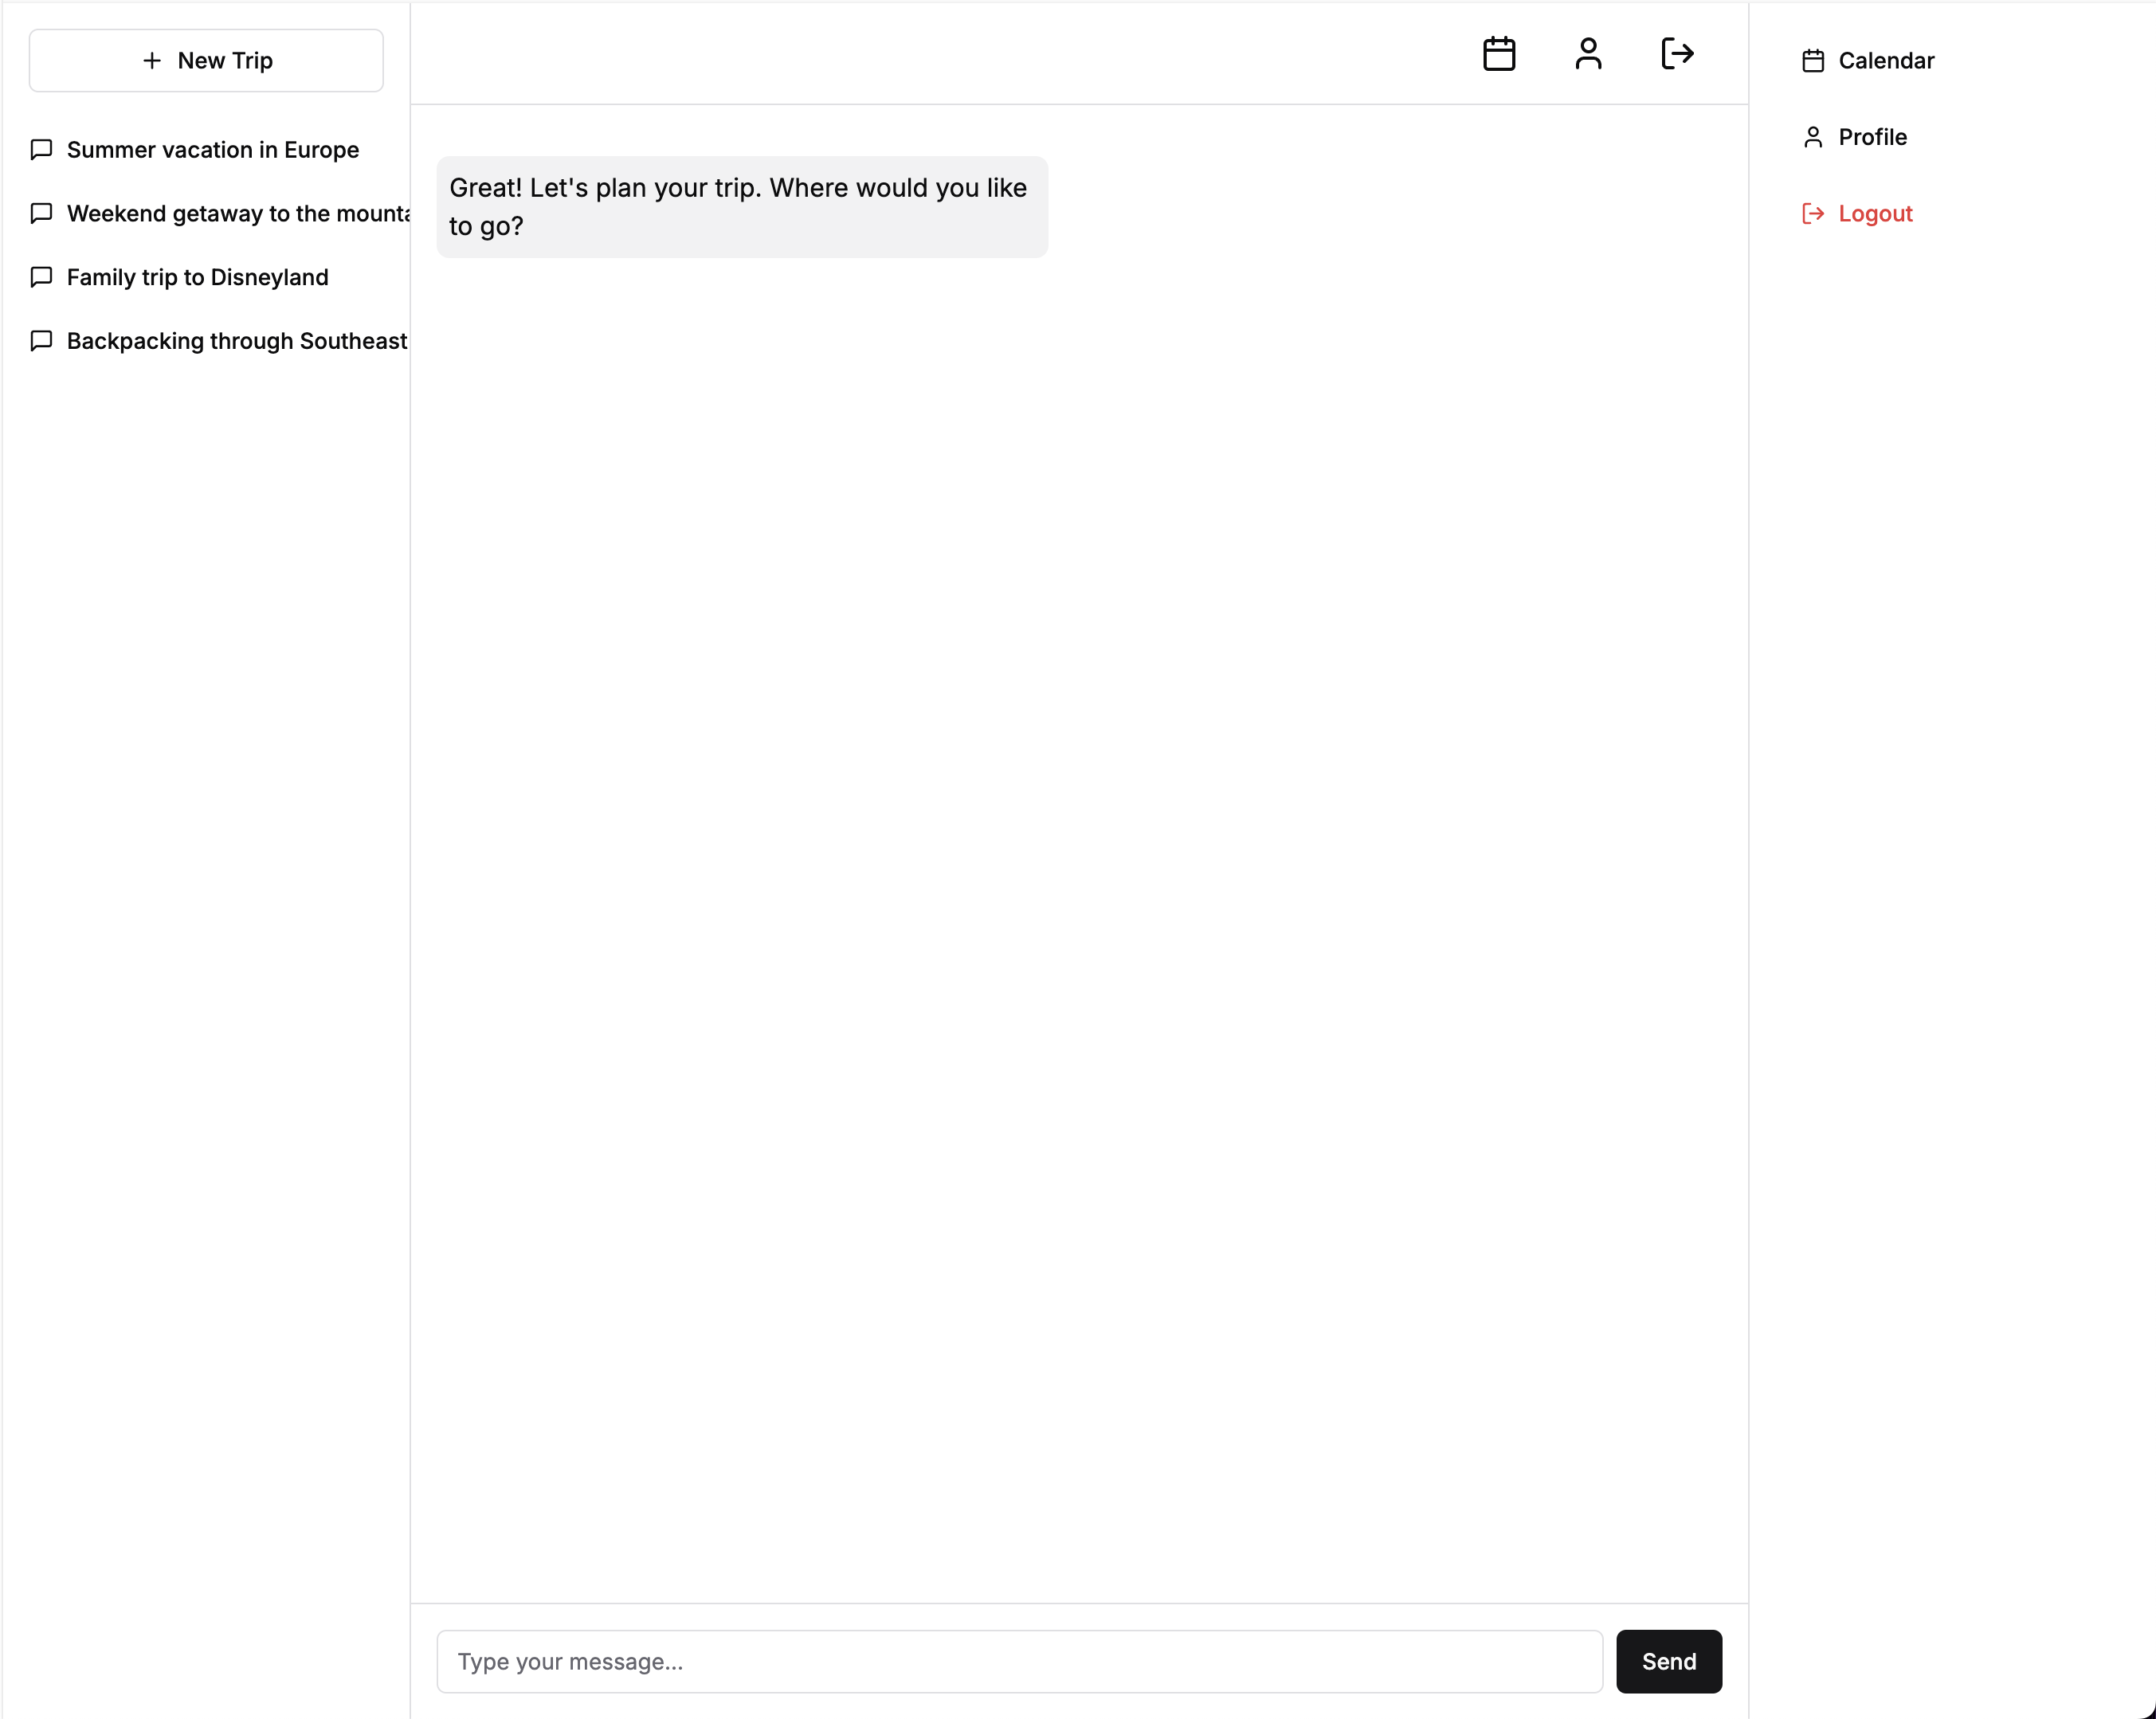 New Trip
Summer vacation in Europe
Weekend getaway to the
Family trip to Disneyland
Backpacking through Southeast
Great! Let's plan your trip. Where would you like
to go?
Type your message...
Send
Calendar
Profile
Logout